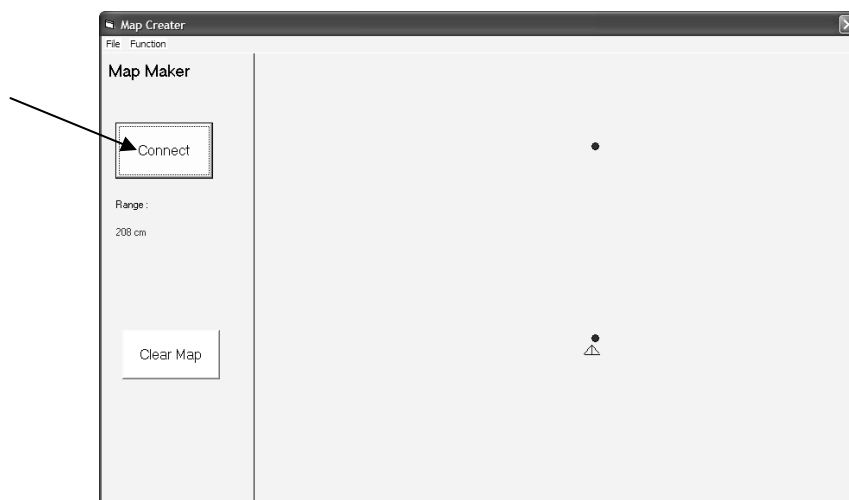 Map Creater
File Function
Map Maker
Connect
Range :
208 cm
Clear Map